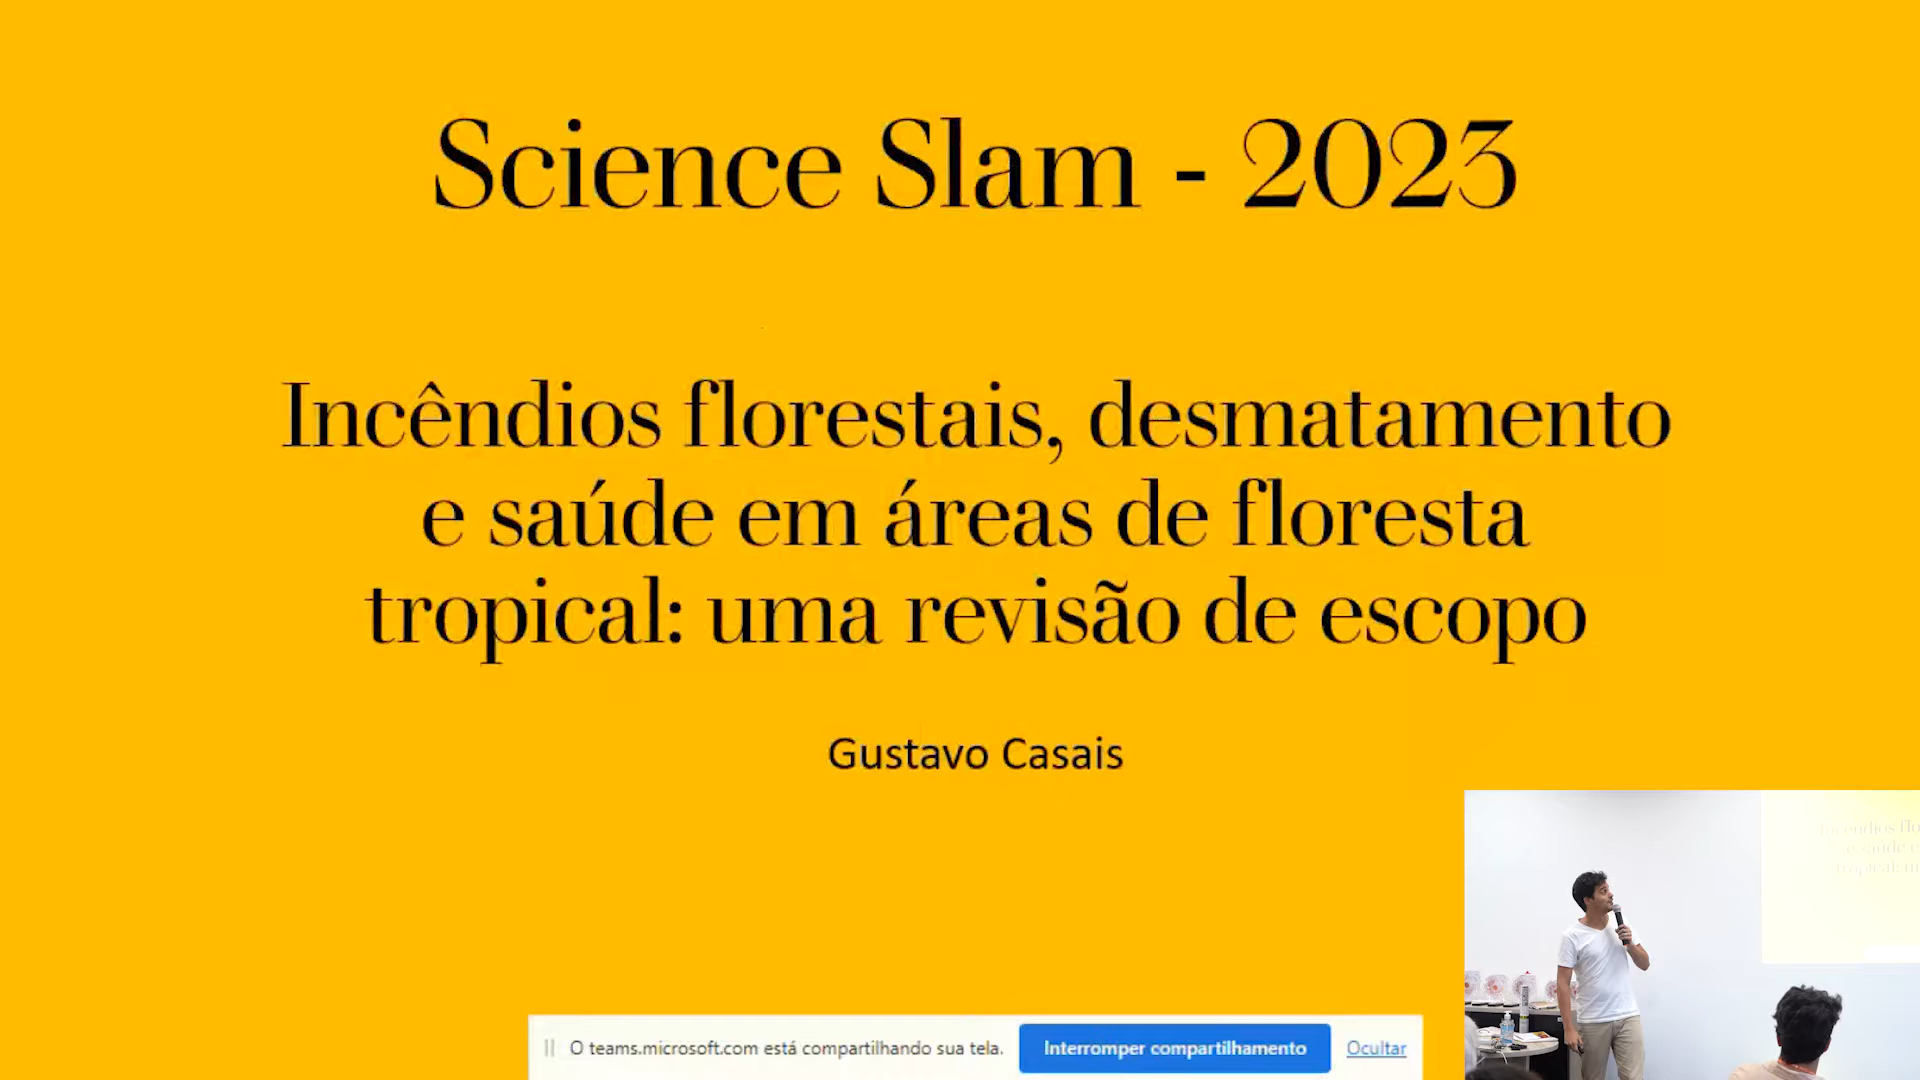 Science Slam - 2023
Incêndios florestais, desmatamento
e saúde em áreas de floresta
tropical: uma revisão de escopo
Gustavo Casais
O teams.microsoft.com está compartilhando sua tela.
Interromper compartilhamento
Ocultar